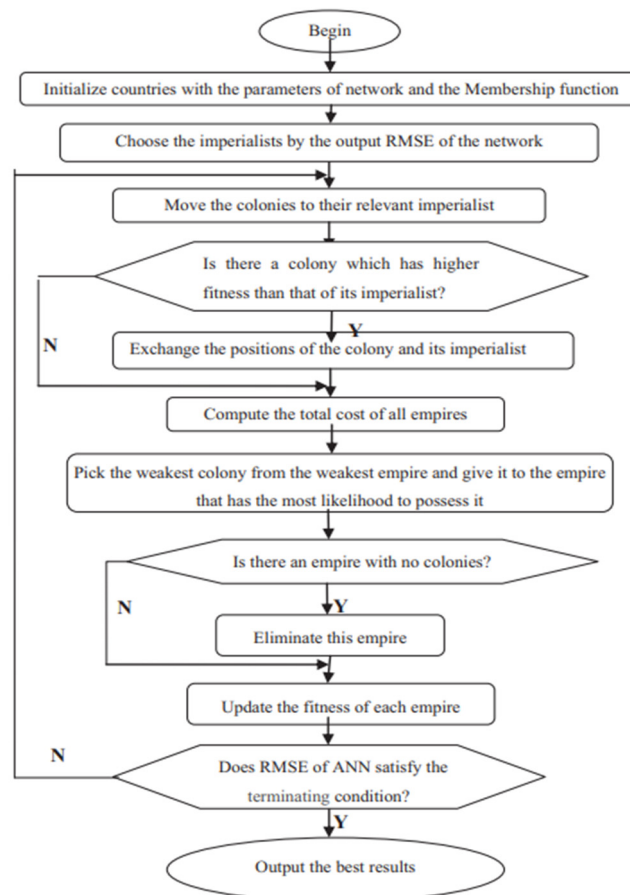 Begin
Initialize countries with the parameters of network and the Membership function
Choose the imperialists by the output RMSE of the network
Move the colonies to their relevant imperialist
Is there a colony which has higher
fitness than that of its imperialist?
Y
N
Exchange the positions of the colony and its imperialist
Compute the total cost of all empires
Pick the weakest colony from the weakest empire and give it to the empire
that has the most likelihood to possess it
Is there an empire with no colonies?
N
Y
Eliminate this empire
Update the fitness of each empire
N
Does RMSE of ANN satisfy the
terminating condition?
Y
Output the best results